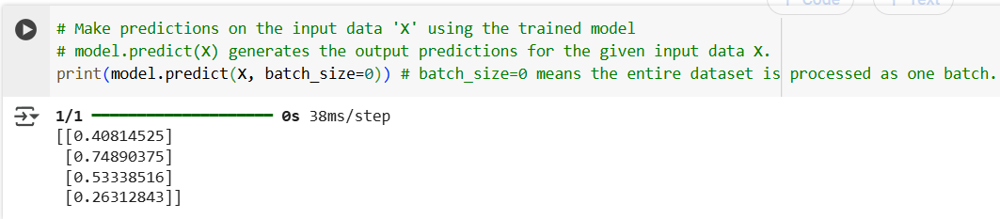 Code Text
# Make predictions on the input data 'X' using the trained model
# model.predict(X) generates the output predictions for the given input data X.
print(model.predict(X, batch_size=0)) # batch_size=0 means the entire dataset is processed as one batch.
1/1 0s 38ms/step
[[0.40814525]
[0.74890375]
[0.53338516]
[0.26312843]]